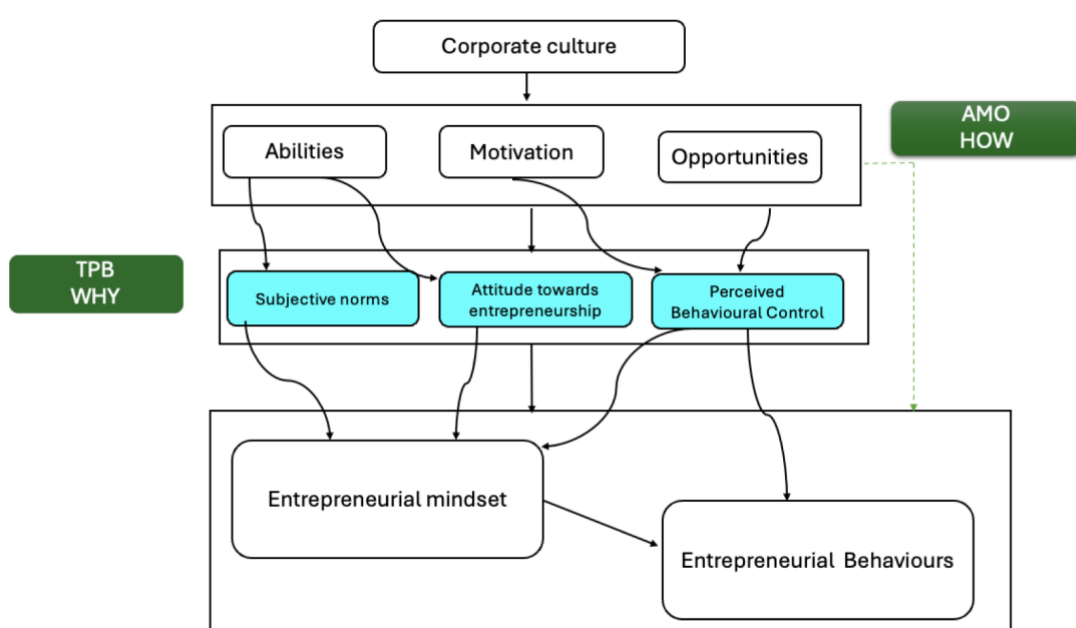 Corporate culture
AMO
HOW
Abilities
Motivation
Opportunities
TPB
WHY
Subjective norms
Attitude towards
entrepreneurship
Perceived
Behavioural Control
Entrepreneurial mindset
Entrepreneurial Behaviours